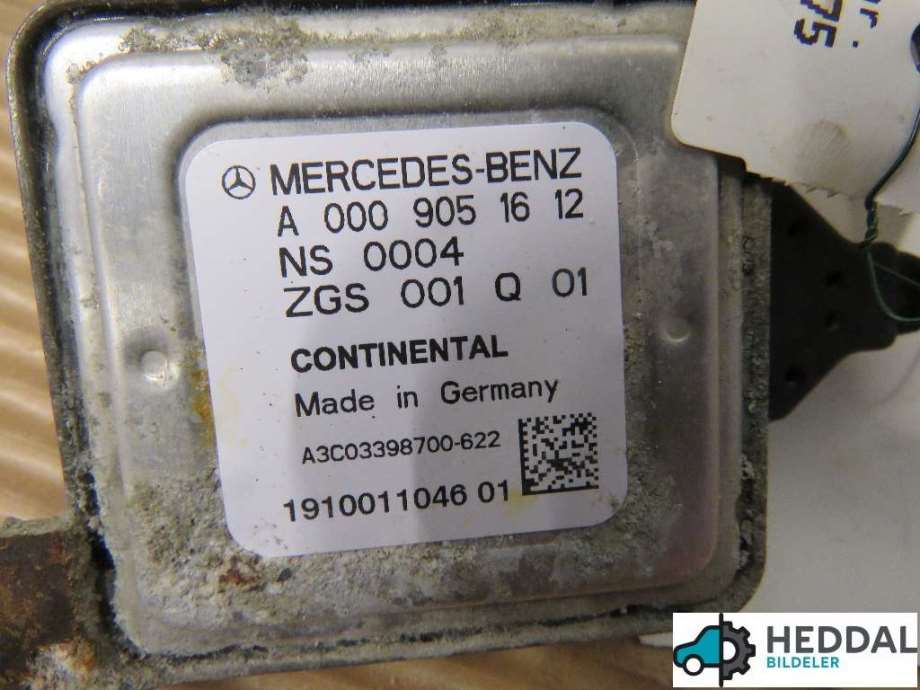 MERCEDES-BENZ
A 000 905 16 12
NS 0004
ZGS 001 Q 01
CONTINENTAL
Made in Germany
A3C03398700-622
1910011046 01
75
HEDDAL
BILDELER